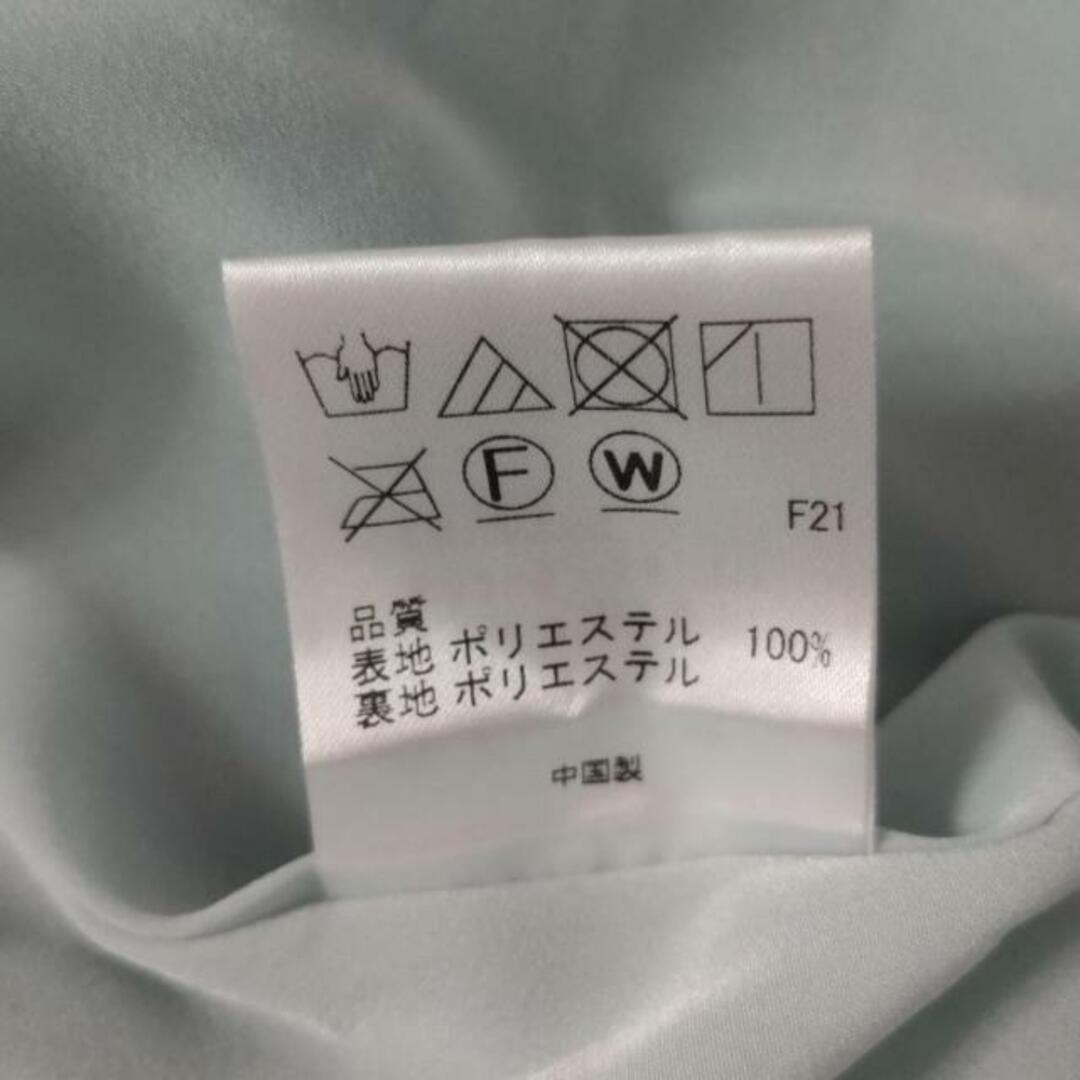 F W
F21
品質
表地 ポリエステル 100%
裏地 ポリエステル
中国製